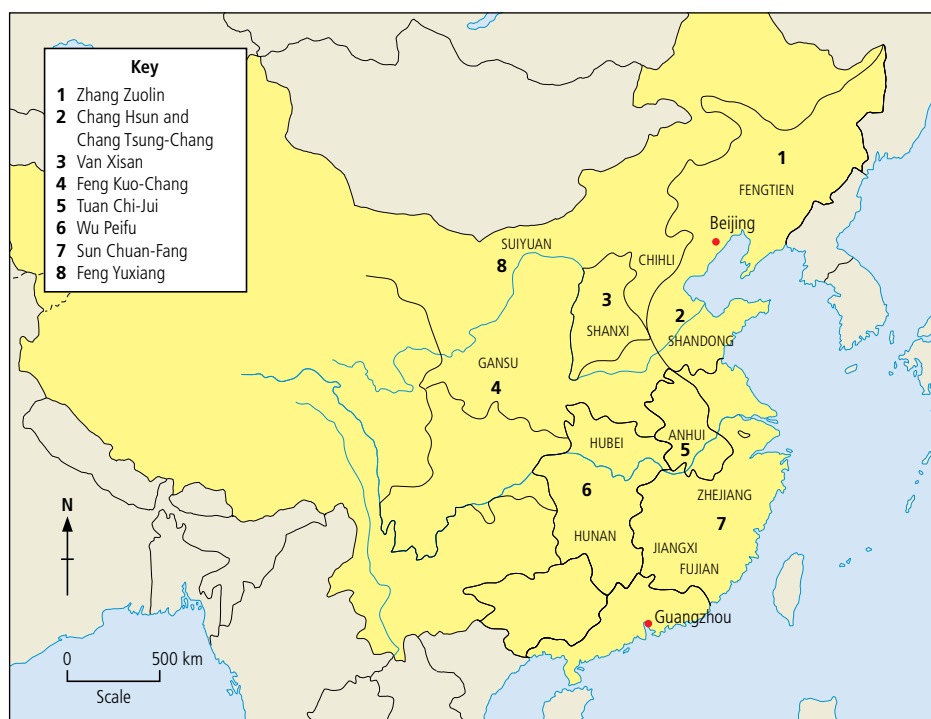 Key
1 Zhang Zuolin
2 Chang Hsun and
Chang Tsung-Chang
3 Van Xisan
4 Feng Kuo-Chang
5 Tuan Chi-Jui
6 Wu Peifu
7 Sun Chuan-Fang
8 Feng Yuxiang
1
FENGTIEN
Beijing
SUIYUAN
8
CHIHLI
3
SHANXI
2
SHANDONG
GANSU
4
HUBEI
ANHUI
5
6
HUNAN
ZHEJIANG
7
JIANGXI
FUJIAN
Guangzhou
N
0 500 km
Scale